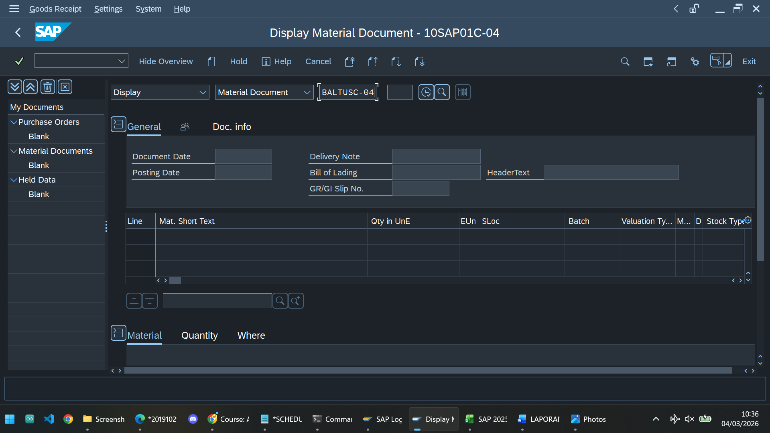 Goods Receipt Settings System Help
SAP Display Material Document - 10SAP01C-04
Hide Overview Hold Help Cancel Exit
Display Material Document BALTUSC-04
My Documents
Purchase Orders
Blank
Material Documents
Blank
Held Data
Blank
General Doc. info
Document Date Delivery Note
Posting Date Bill of Lading HeaderText
GR/GI Slip No.
Line Mat. Short Text Qty in UnE EUn SLoc Batch Valuation Ty... M... D Stock Type
Material Quantity Where
Screensh *2019102 Course: A *SCHEDU Commar SAP Log Display M SAP 202 LAPORAI Photos
10:36
04/03/2026